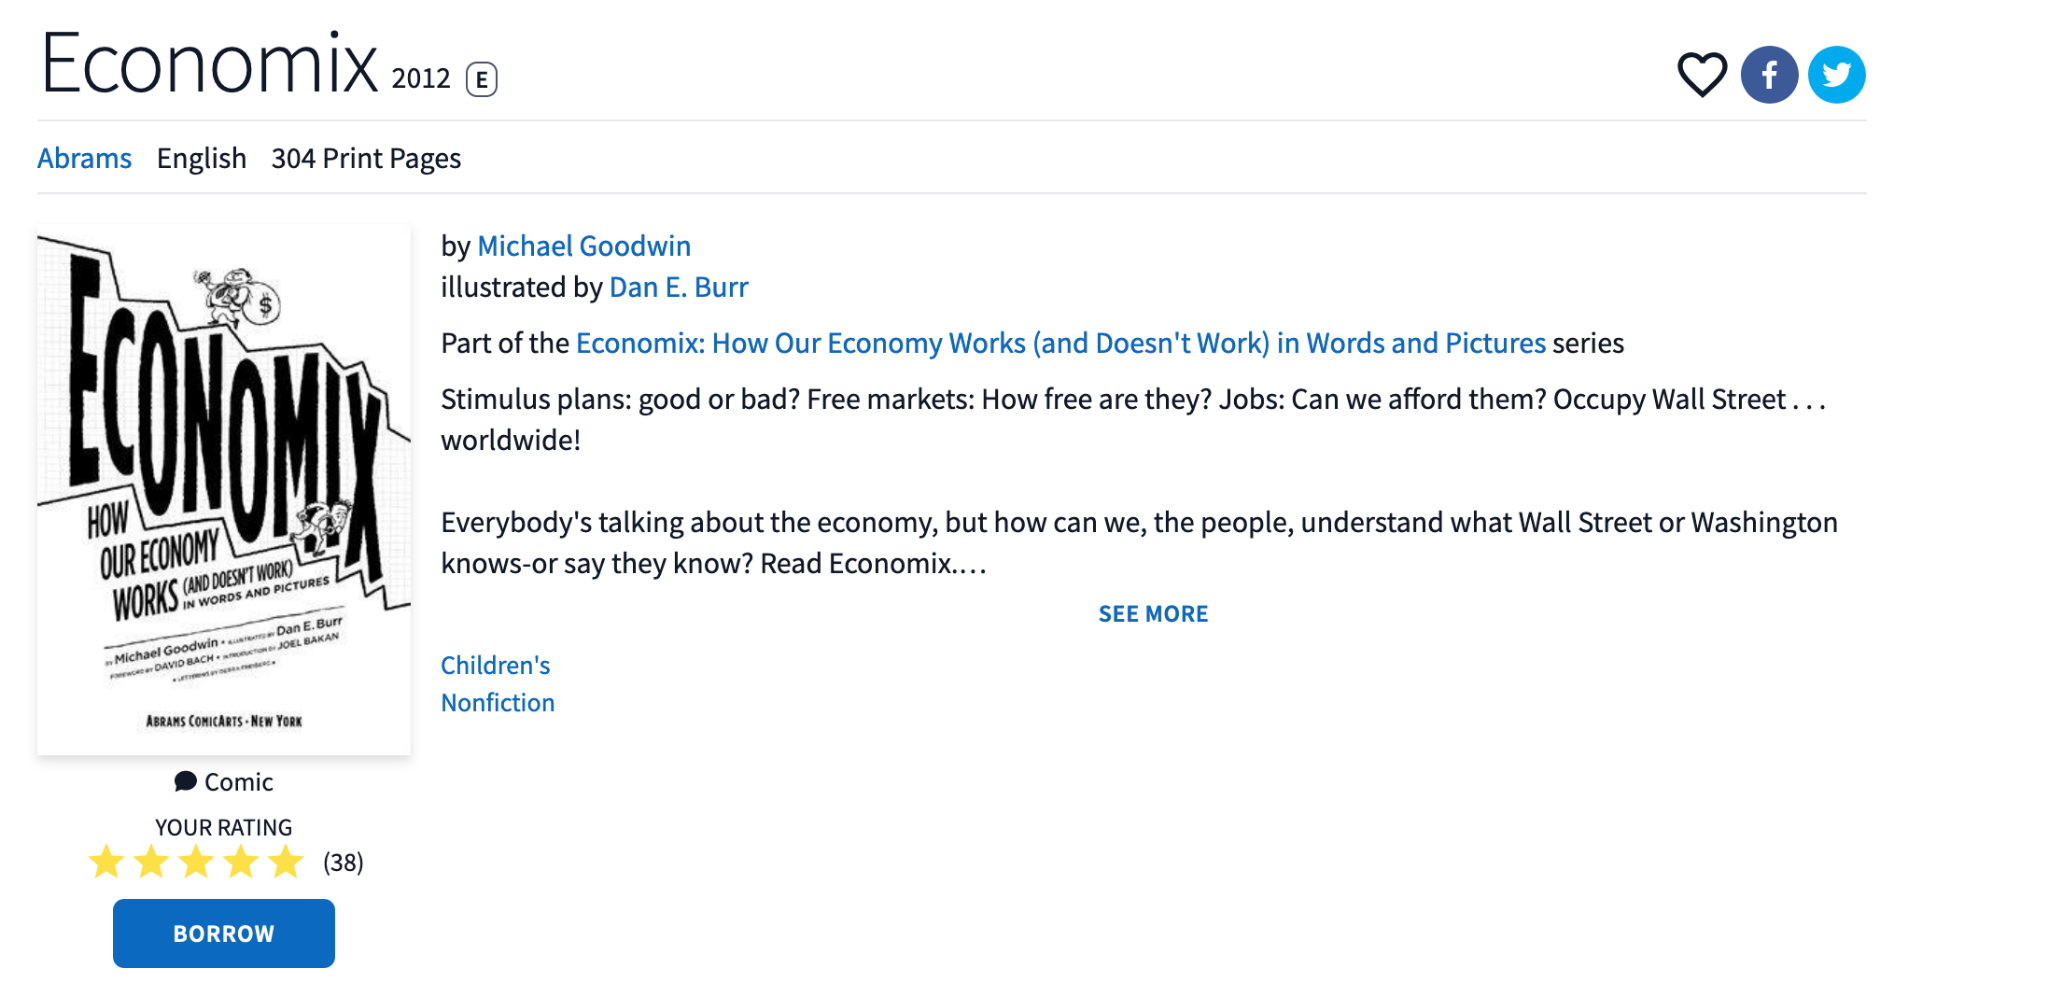 Economix 2012 E
Abrams English 304 Print Pages
ECONOMIX
$
HOW
OUR ECONOMY
WORKS (AND DOESN'T WORK)
IN WORDS AND PICTURES
BY Michael Goodwin • ILLUSTRATED BY Dan E. Burr
FOREWORD BY DAVID BACH • INTRODUCTION BY JOEL BAKAN
• LETTERING BY DEBRA FREIBERG •
ABRAMS COMICARTS • NEW YORK
by Michael Goodwin
illustrated by Dan E. Burr
Part of the Economix: How Our Economy Works (and Doesn't Work) in Words and Pictures series
Stimulus plans: good or bad? Free markets: How free are they? Jobs: Can we afford them? Occupy Wall Street . . .
worldwide!
Everybody's talking about the economy, but how can we, the people, understand what Wall Street or Washington
knows-or say they know? Read Economix.…
SEE MORE
Children's
Nonfiction
Comic
YOUR RATING
(38)
BORROW